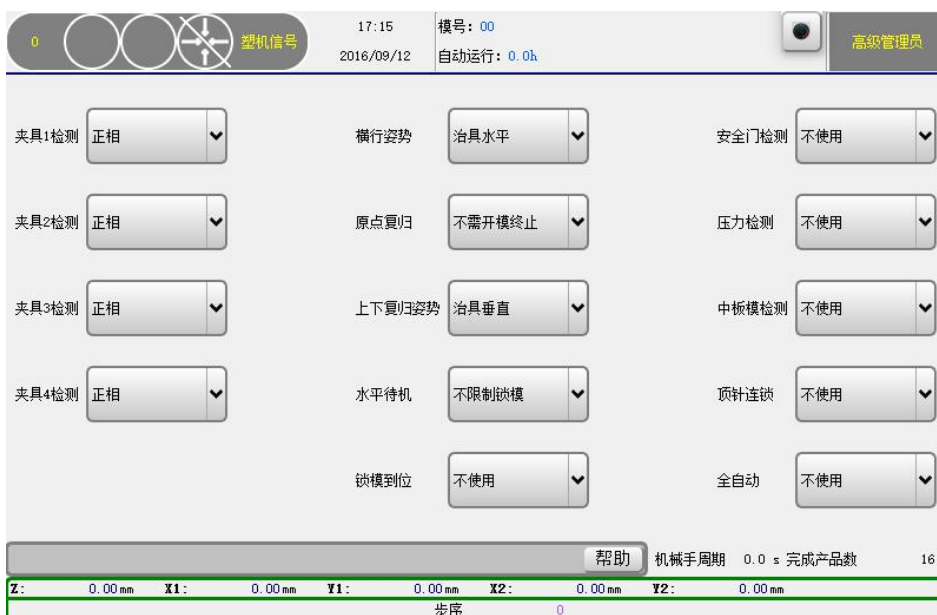 0 塑机信号 17:15 模号: 00 高级管理员
2016/09/12 自动运行: 0.0h
夹具1检测 正相 横行姿势 治具水平 安全门检测 不使用
夹具2检测 正相 原点复归 不需开模终止 压力检测 不使用
夹具3检测 正相 上下复归姿势 治具垂直 中板模检测 不使用
夹具4检测 正相 水平待机 不限制锁模 顶针连锁 不使用
锁模到位 不使用 全自动 不使用
帮助 机械手周期 0.0 s 完成产品数 16
Z: 0.00mm X1: 0.00mm Y1: 0.00mm X2: 0.00mm Y2: 0.00mm
步序 0